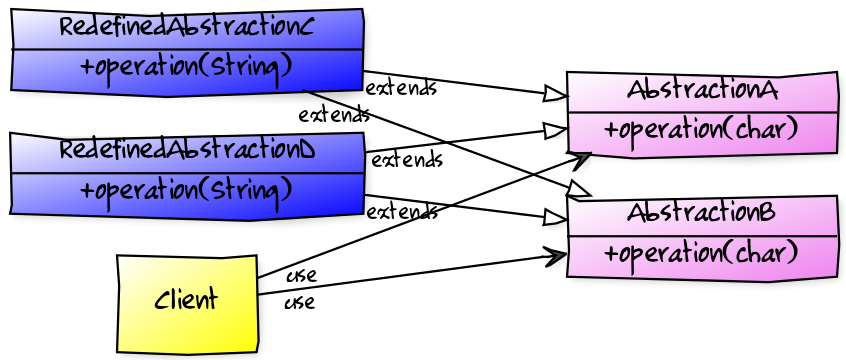 RedefinedAbstractionC
+operation(String)
extends
extends
AbstractionA
+operation(char)
RedefinedAbstractionD
+operation(String)
extends
extends
AbstractionB
+operation(char)
Client
use
use